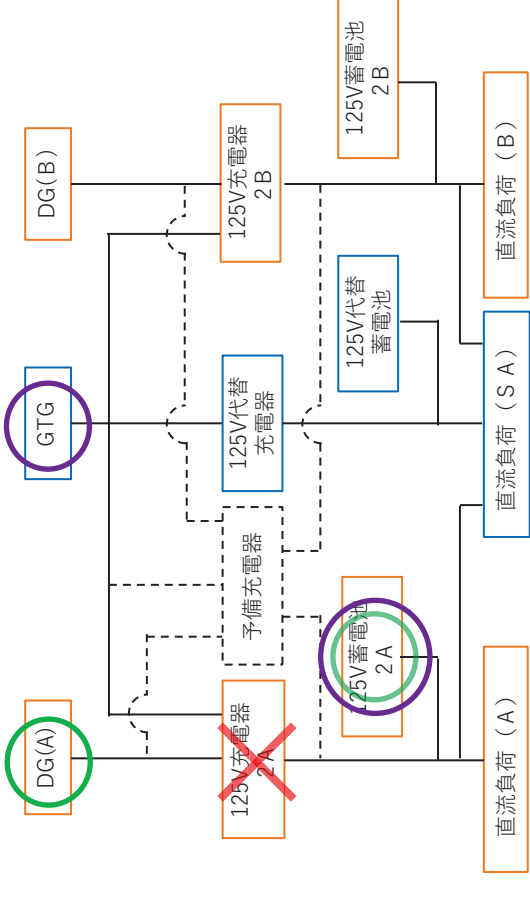 DG(A)
GTG
DG(B)
125V充電器
2A
予備充電器
125V代替
充電器
125V充電器
2B
125V蓄電池
2A
125V代替
蓄電池
125V蓄電池
2B
直流負荷（A）
直流負荷（SA）
直流負荷（B）